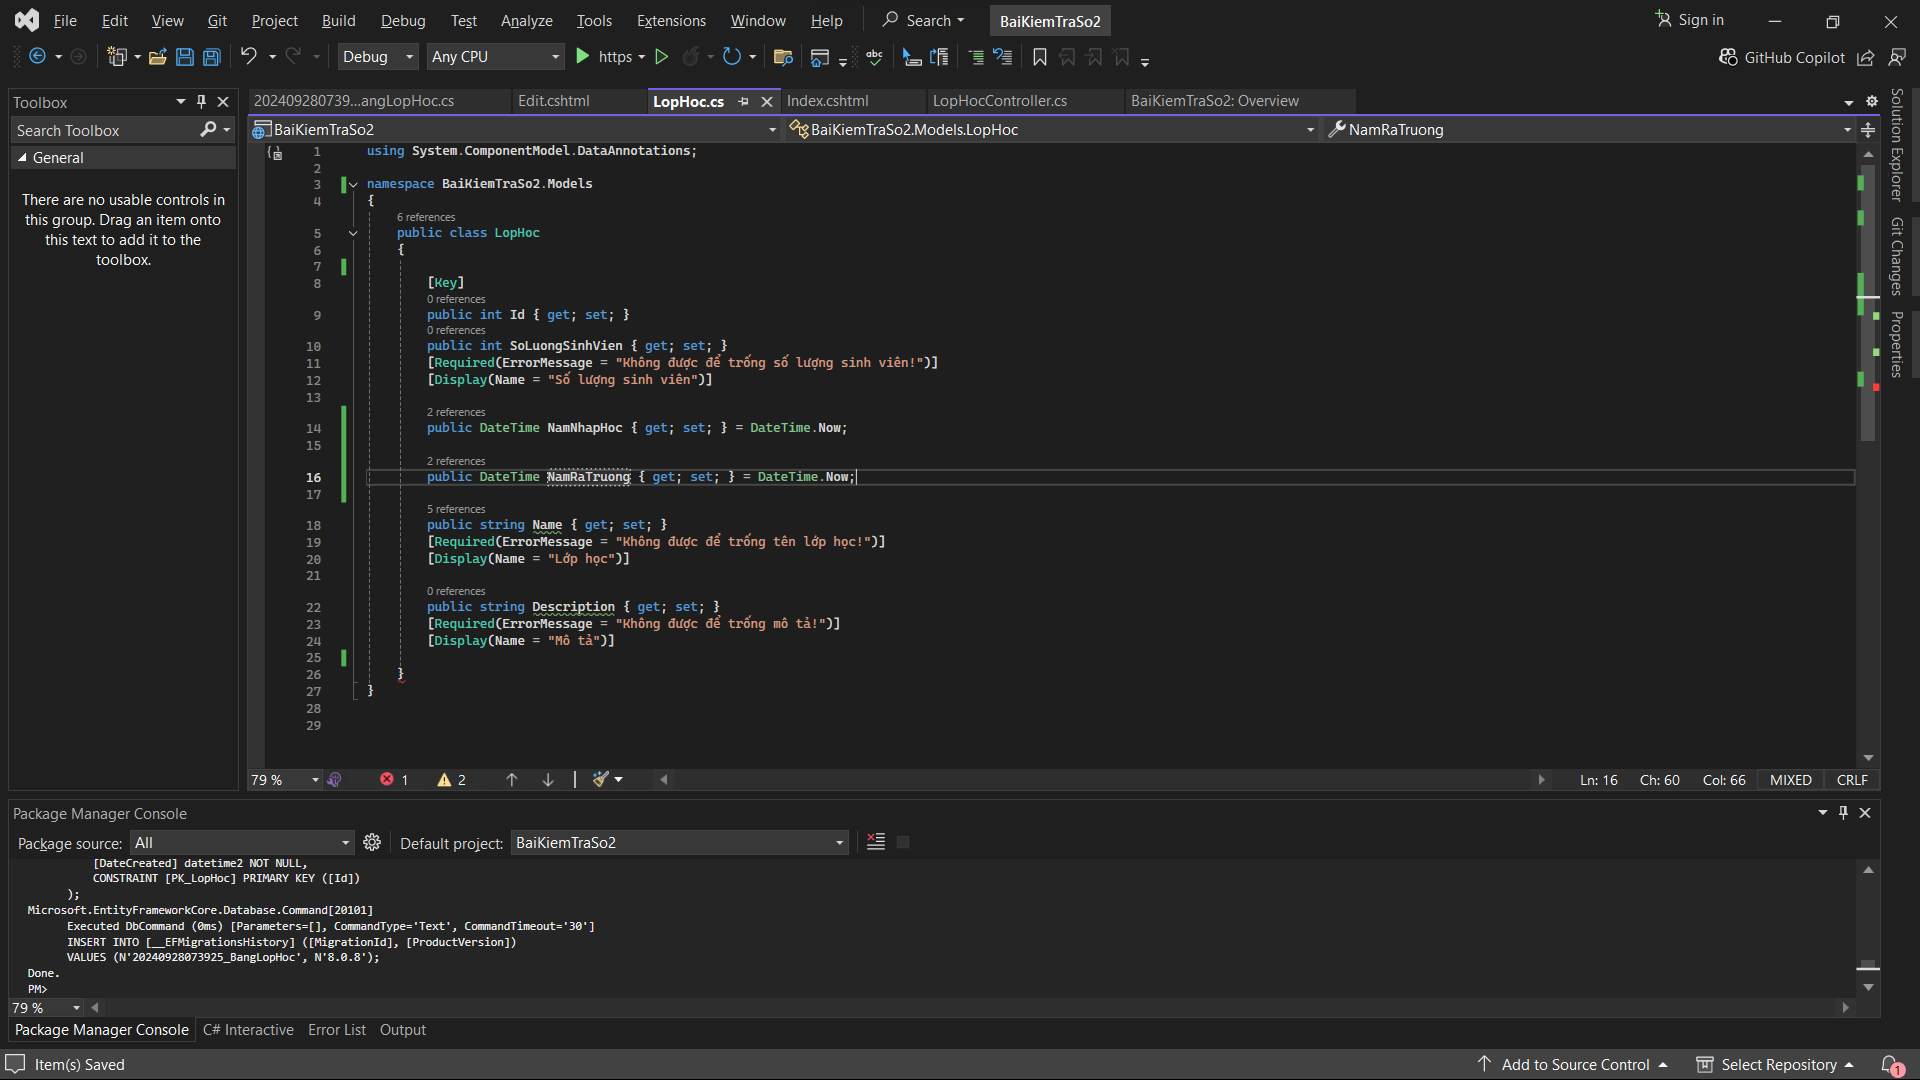 File Edit View Git Project Build Debug Test Analyze Tools Extensions Window Help Search BaiKiemTraSo2 Sign in
Debug Any CPU https GitHub Copilot
Toolbox
Search Toolbox
General
There are no usable controls in
this group. Drag an item onto
this text to add it to the
toolbox.
202409280739...angLopHoc.cs Edit.cshtml LopHoc.cs Index.cshtml LopHocController.cs BaiKiemTraSo2: Overview
BaiKiemTraSo2 BaiKiemTraSo2.Models.LopHoc NamRaTruong
1 using System.ComponentModel.DataAnnotations;
2
3 namespace BaiKiemTraSo2.Models
4 {
6 references
5 public class LopHoc
6 {
7
8 [Key]
0 references
9 public int Id { get; set; }
0 references
10 public int SoLuongSinhVien { get; set; }
11 [Required(ErrorMessage = "Không được để trống số lượng sinh viên!")]
12 [Display(Name = "Số lượng sinh viên")]
13
2 references
14 public DateTime NamNhapHoc { get; set; } = DateTime.Now;
15
2 references
16 public DateTime NamRaTruong { get; set; } = DateTime.Now;
17
5 references
18 public string Name { get; set; }
19 [Required(ErrorMessage = "Không được để trống tên lớp học!")]
20 [Display(Name = "Lớp học")]
21
0 references
22 public string Description { get; set; }
23 [Required(ErrorMessage = "Không được để trống mô tả!")]
24 [Display(Name = "Mô tả")]
25
26 }
27 }
28
29
79 % 1 2 Ln: 16 Ch: 60 Col: 66 MIXED CRLF
Solution Explorer
Git Changes
Properties
Package Manager Console
Package source: All Default project: BaiKiemTraSo2
[DateCreated] datetime2 NOT NULL,
CONSTRAINT [PK_LopHoc] PRIMARY KEY ([Id])
);
Microsoft.EntityFrameworkCore.Database.Command[20101]
Executed DbCommand (0ms) [Parameters=[], CommandType='Text', CommandTimeout='30']
INSERT INTO [__EFMigrationsHistory] ([MigrationId], [ProductVersion])
VALUES (N'20240928073925_BangLopHoc', N'8.0.8');
Done.
PM>
79 %
Package Manager Console C# Interactive Error List Output
Item(s) Saved Add to Source Control Select Repository 1